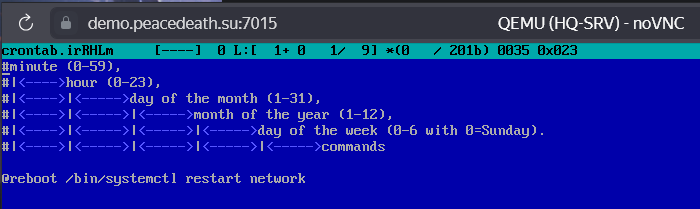 demo.peacedeath.su:7015 QEMU (HQ-SRV) - noVNC
crontab.irRHLm [----] 0 L:[ 1+ 0 1/ 9] *(0 / 201b) 0035 0x023
#minute (0-59),
#|<---->hour (0-23),
#|<---->|<----->day of the month (1-31),
#|<---->|<----->|<----->month of the year (1-12),
#|<---->|<----->|<----->|<----->day of the week (0-6 with 0=Sunday).
#|<---->|<----->|<----->|<----->|<----->commands
@reboot /bin/systemctl restart network